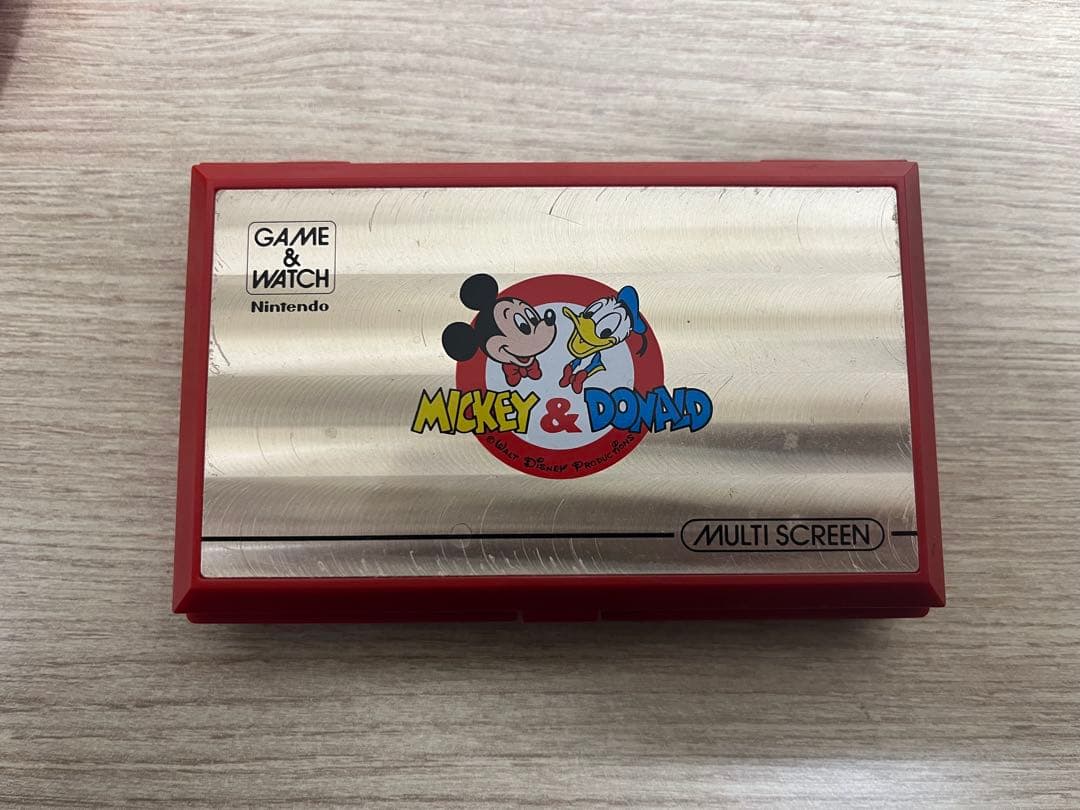 GAME
&
WATCH
Nintendo
MICKEY & DONALD
© WALT DISNEY PRODUCTIONS
MULTI SCREEN